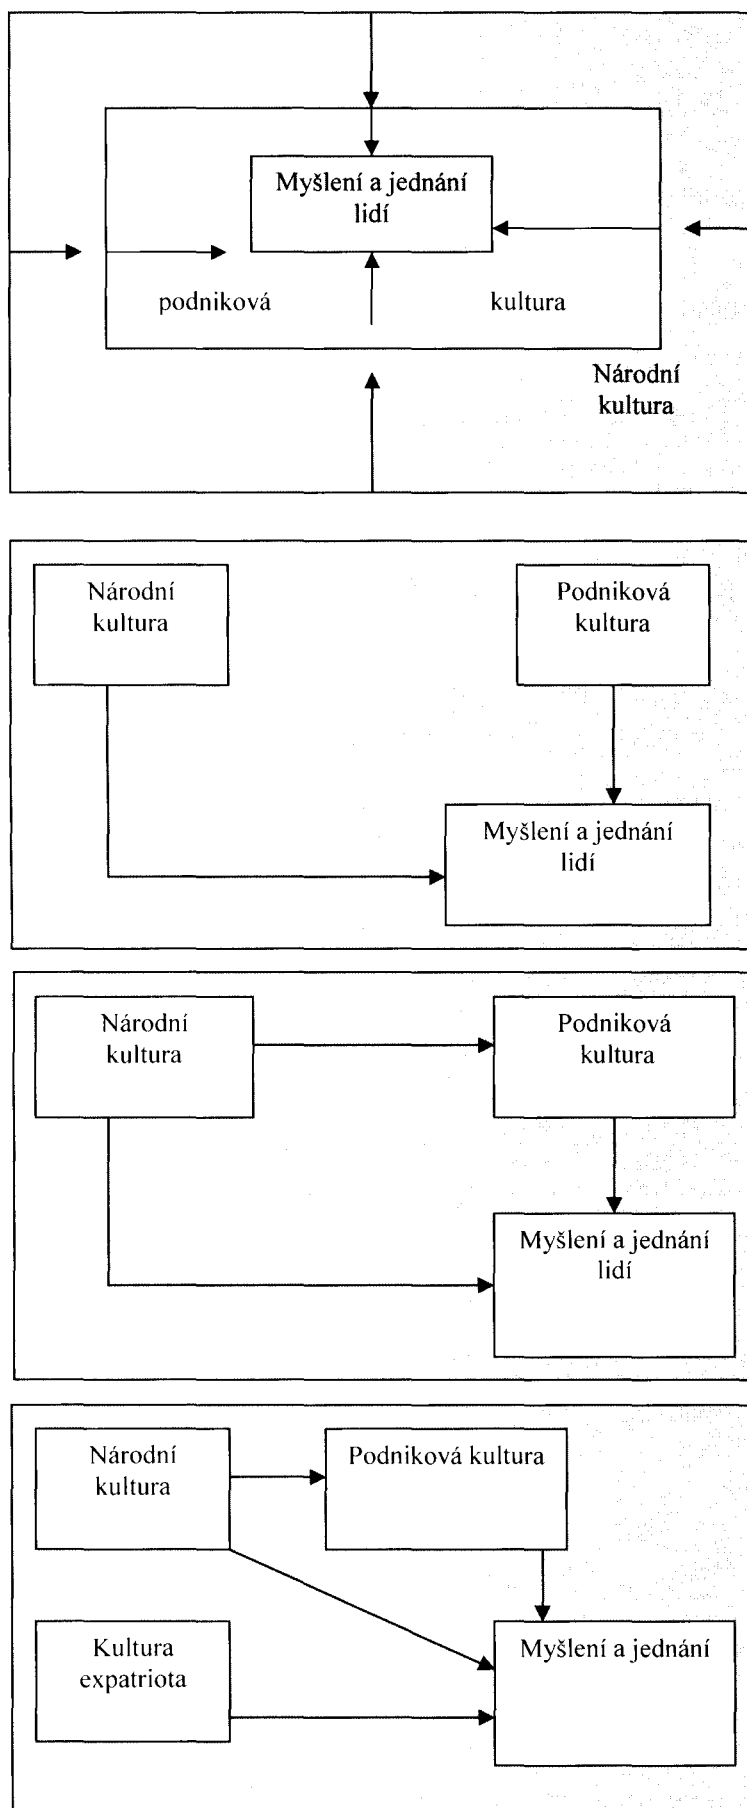 Myšlení a jednání
lidí
podniková kultura
Národní
kultura
Národní
kultura
Podniková
kultura
Myšlení a jednání
lidí
Národní
kultura
Podniková
kultura
Myšlení a jednání
lidí
Národní
kultura
Podniková kultura
Kultura
expatriota
Myšlení a jednání